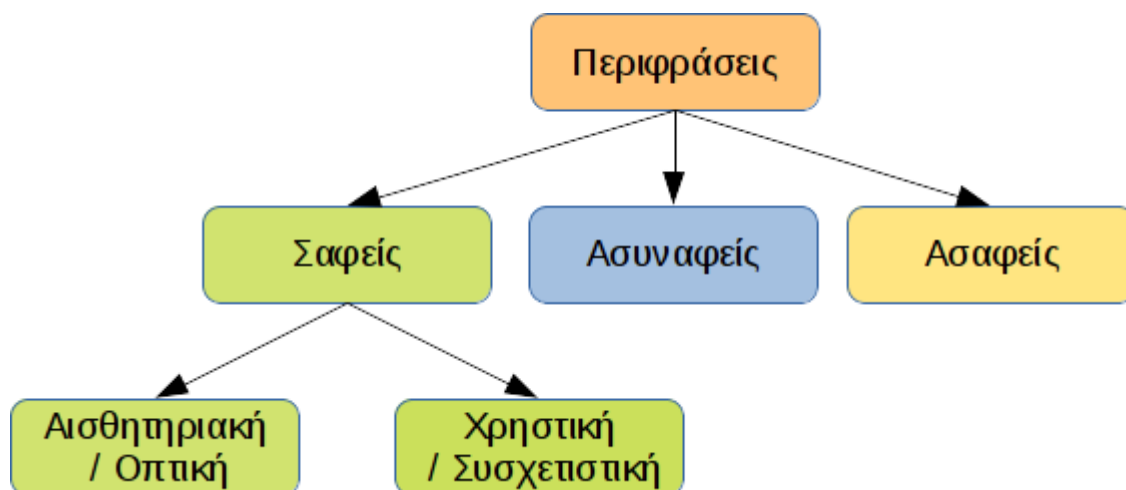 Περιφράσεις
Σαφείς
Ασυναφείς
Ασαφείς
Αισθητηριακή
/ Οπτική
Χρηστική
/ Συσχετιστική